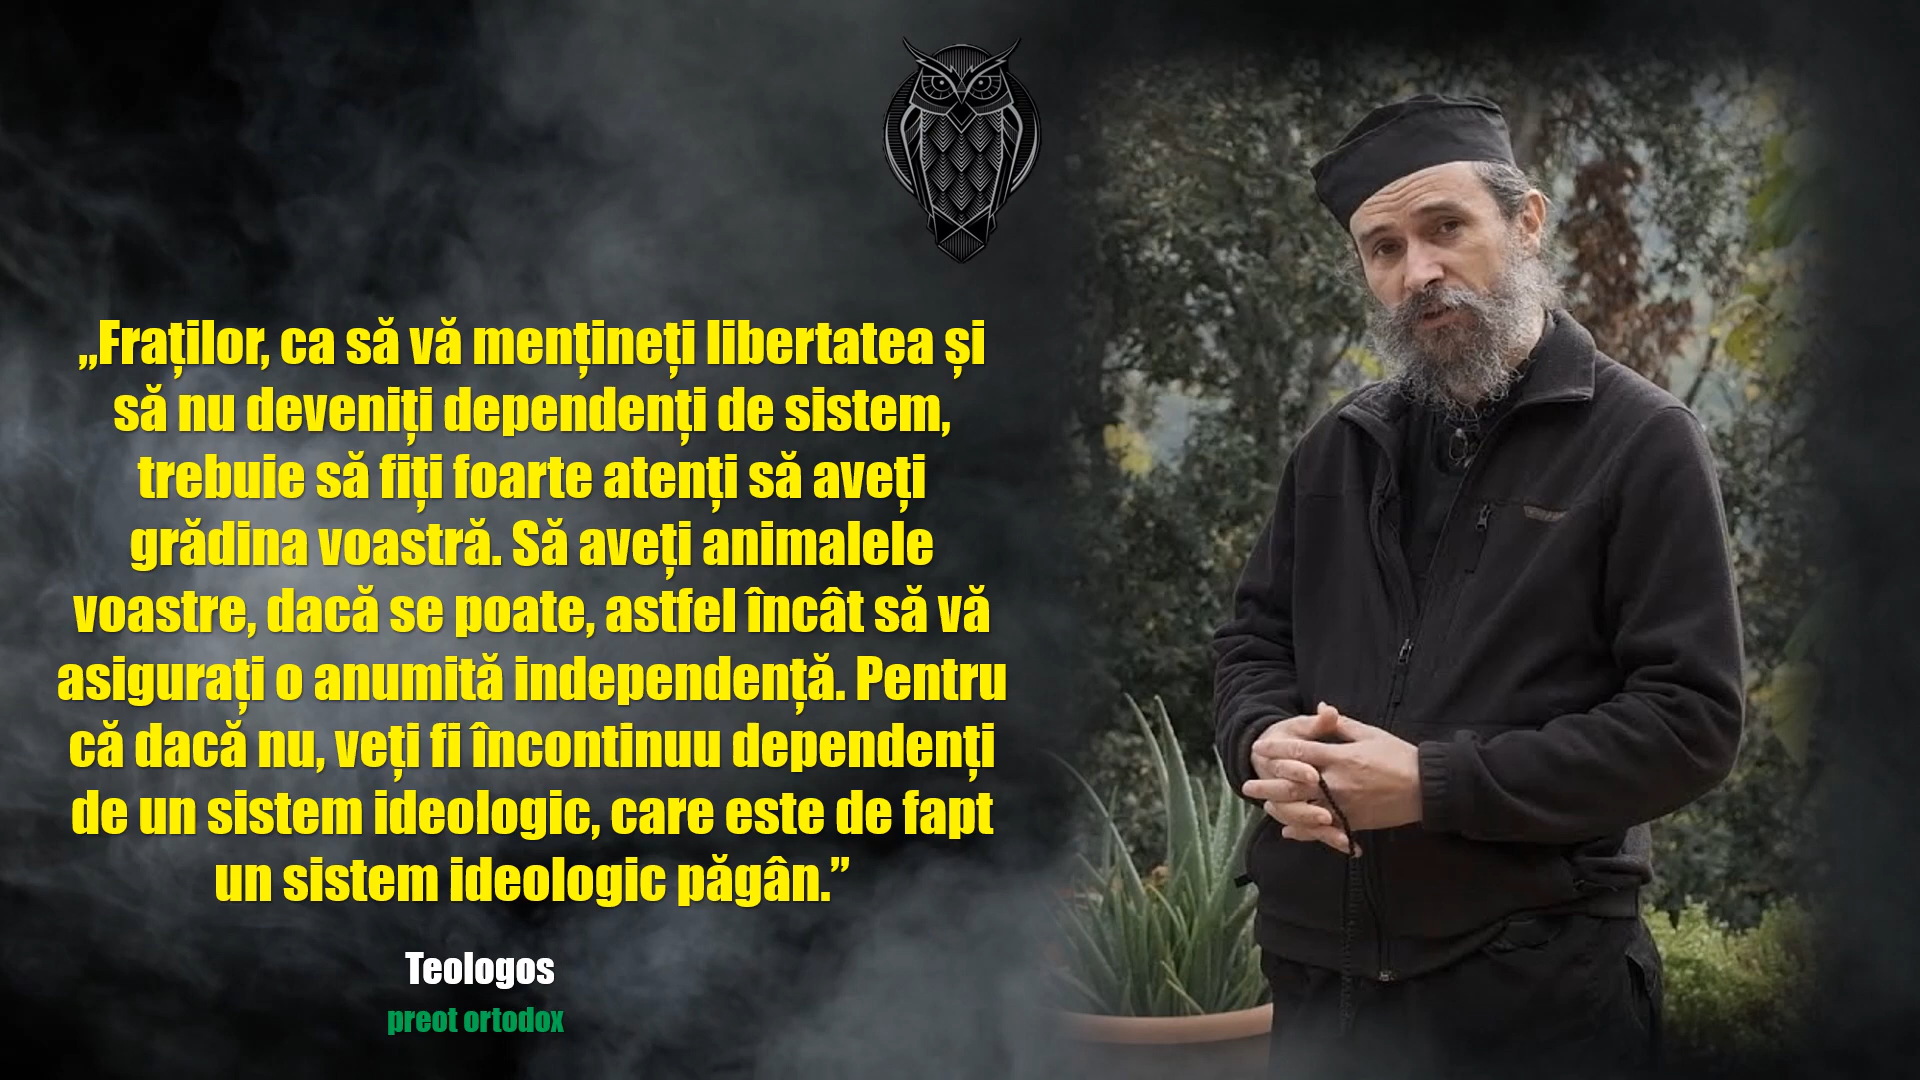 „Fraților, ca să vă mențineți libertatea și
să nu deveniți dependenți de sistem,
trebuie să fiți foarte atenți să aveți
grădina voastră. Să aveți animalele
voastre, dacă se poate, astfel încât să vă
asigurați o anumită independență. Pentru
că dacă nu, veți fi încontinuu dependenți
de un sistem ideologic, care este de fapt
un sistem ideologic păgân.”
Teologos
preot ortodox